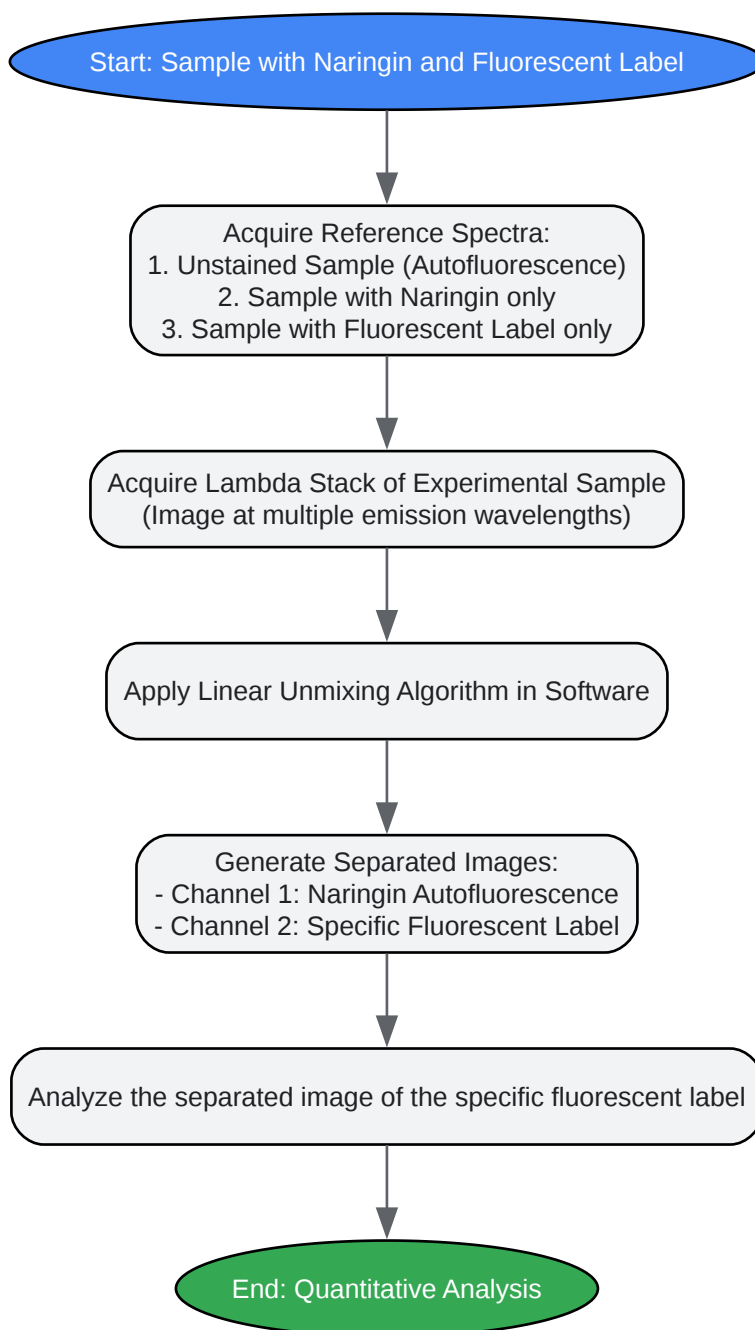 Start: Sample with Naringin and Fluorescent Label
Acquire Reference Spectra:
1. Unstained Sample (Autofluorescence)
2. Sample with Naringin only
3. Sample with Fluorescent Label only
Acquire Lambda Stack of Experimental Sample
(Image at multiple emission wavelengths)
Apply Linear Unmixing Algorithm in Software
Generate Separated Images:
- Channel 1: Naringin Autofluorescence
- Channel 2: Specific Fluorescent Label
Analyze the separated image of the specific fluorescent label
End: Quantitative Analysis